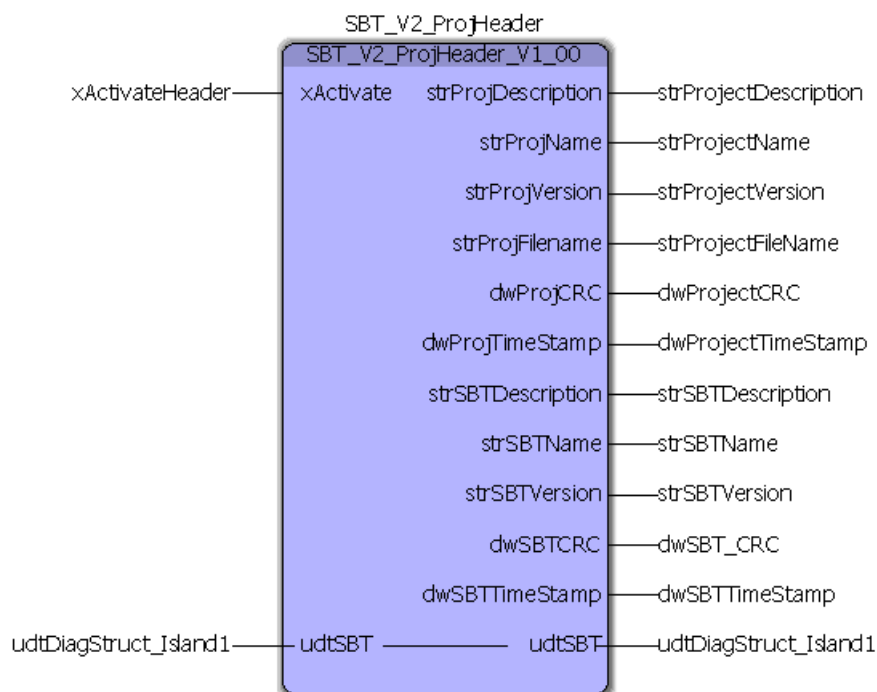 SBT_V2_ProjHeader
SBT_V2_ProjHeader_V1_00
xActivateHeader xActivate strProjDescription strProjectDescription
strProjName strProjectName
strProjVersion strProjectVersion
strProjFilename strProjectFileName
dwProjCRC dwProjectCRC
dwProjTimeStamp dwProjectTimeStamp
strSBTDescription strSBTDescription
strSBTName strSBTName
strSBTVersion strSBTVersion
dwSBTCRC dwSBT_CRC
dwSBTTimeStamp dwSBTTimeStamp
udtDiagStruct_Island1 udtSBT udtSBT udtDiagStruct_Island1